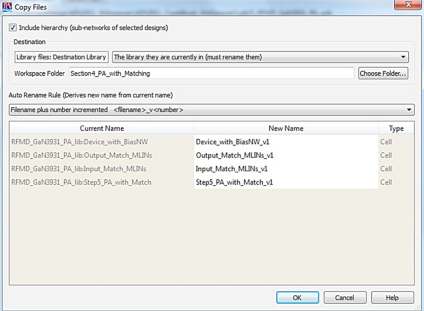 Copy Files
Include hierarchy (sub-networks of selected designs)
Destination
Library files: Destination Library The library they are currently in (must rename them)
Workspace Folder Section4_PA_with_Matching Choose Folder...
Auto Rename Rule (Derives new name from current name)
Filename plus number incremented <filename>_v<number>
Current Name New Name Type
RFMD_GaN3931_PA_lib:Device_with_BiasNW Device_with_BiasNW_v1 Cell
RFMD_GaN3931_PA_lib:Output_Match_MLINs Output_Match_MLINs_v1 Cell
RFMD_GaN3931_PA_lib:Input_Match_MLINs Input_Match_MLINs_v1 Cell
RFMD_GaN3931_PA_lib:Step5_PA_with_Match Step5_PA_with_Match_v1 Cell
OK Cancel Help